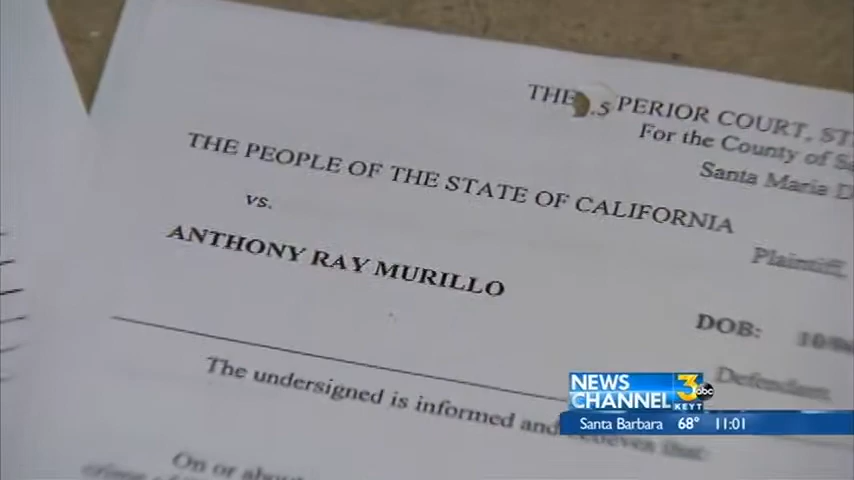 THE .5 PERIOR COURT, ST
For the County of S
Santa Maria D
THE PEOPLE OF THE STATE OF CALIFORNIA
Plaintiff,
vs.
ANTHONY RAY MURILLO
DOB:
Defendant.
The undersigned is informed and believes that
On or about
NEWS CHANNEL 3 abc
KEYT
Santa Barbara 68° 11:01